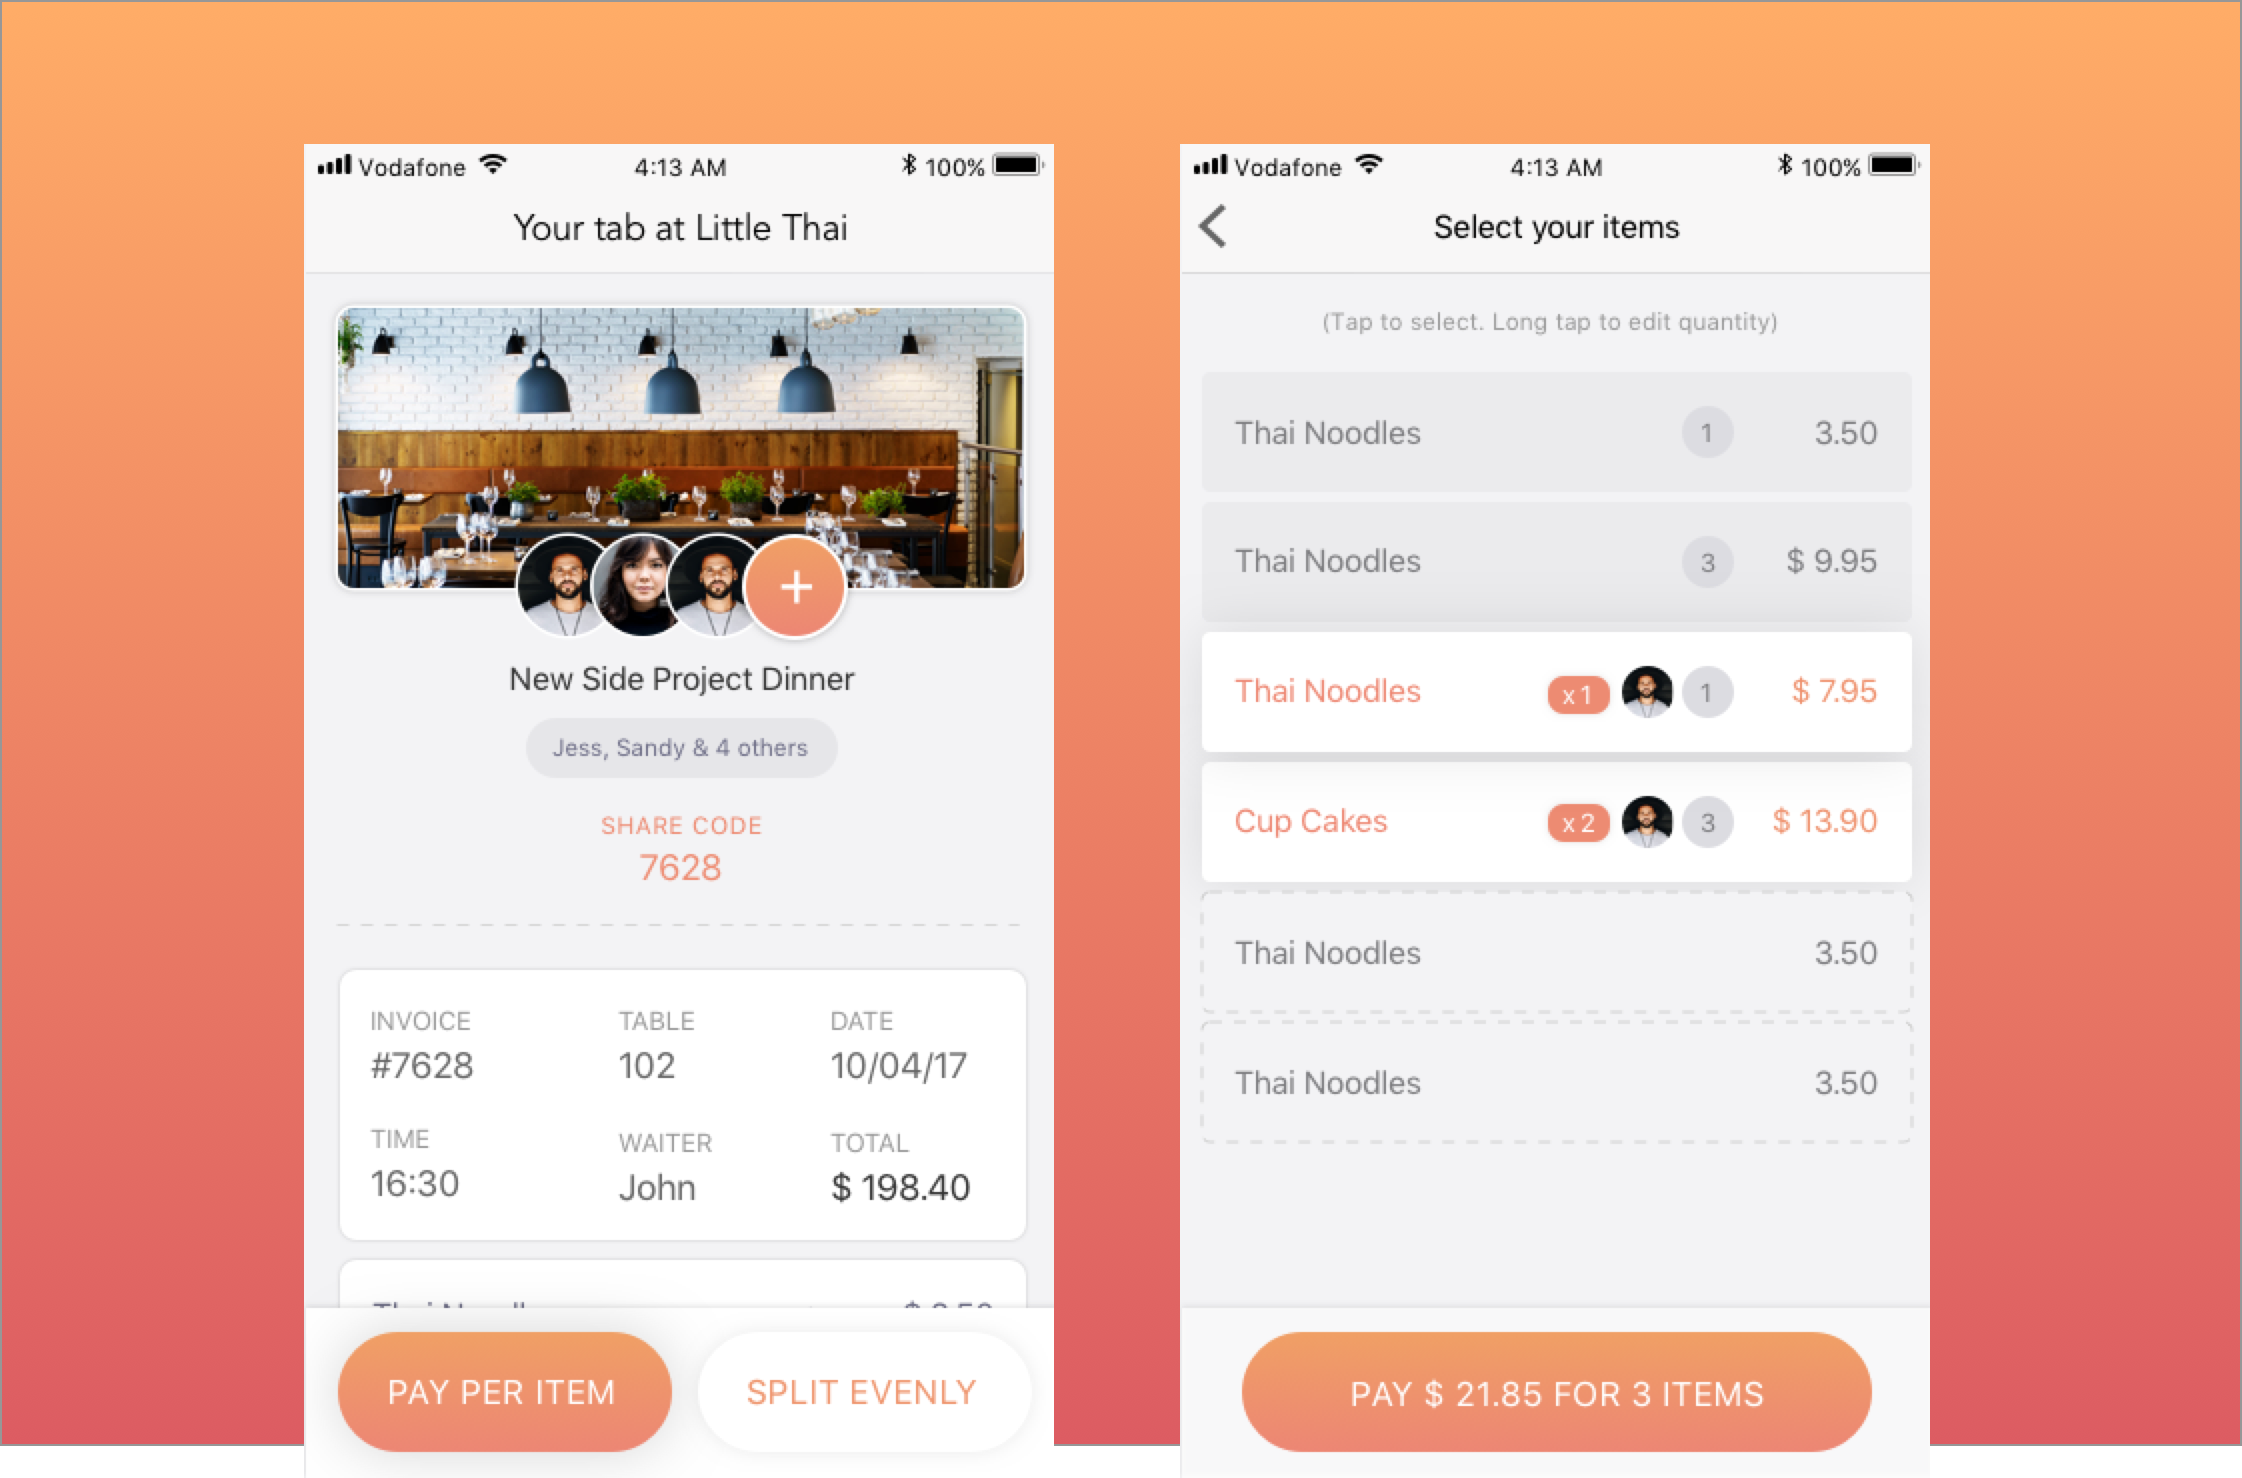 Vodafone 4:13 AM 100%
Your tab at Little Thai
New Side Project Dinner
Jess, Sandy & 4 others
SHARE CODE
7628
INVOICE TABLE DATE
#7628 102 10/04/17
TIME WAITER TOTAL
16:30 John $ 198.40
PAY PER ITEM SPLIT EVENLY
Vodafone 4:13 AM 100%
Select your items
(Tap to select. Long tap to edit quantity)
Thai Noodles 1 3.50
Thai Noodles 3 $ 9.95
Thai Noodles x 1 1 $ 7.95
Cup Cakes x 2 3 $ 13.90
Thai Noodles 3.50
Thai Noodles 3.50
PAY $ 21.85 FOR 3 ITEMS